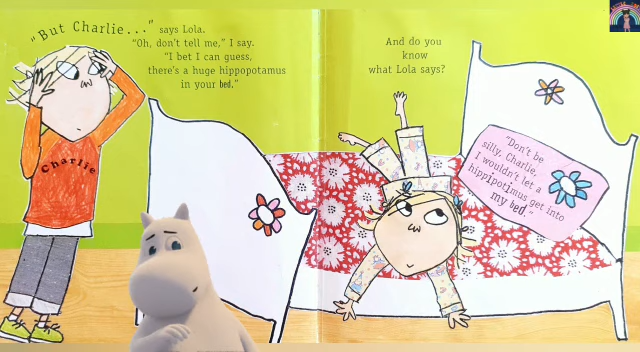 "But Charlie..." says Lola.
"Oh, don't tell me," I say.
"I bet I can guess,
there's a huge hippopotamus
in your bed."
And do you
know
what Lola says?
"Don't be
silly, Charlie,
I wouldn't let a
hippipotimus get into
my bed."
Charlie